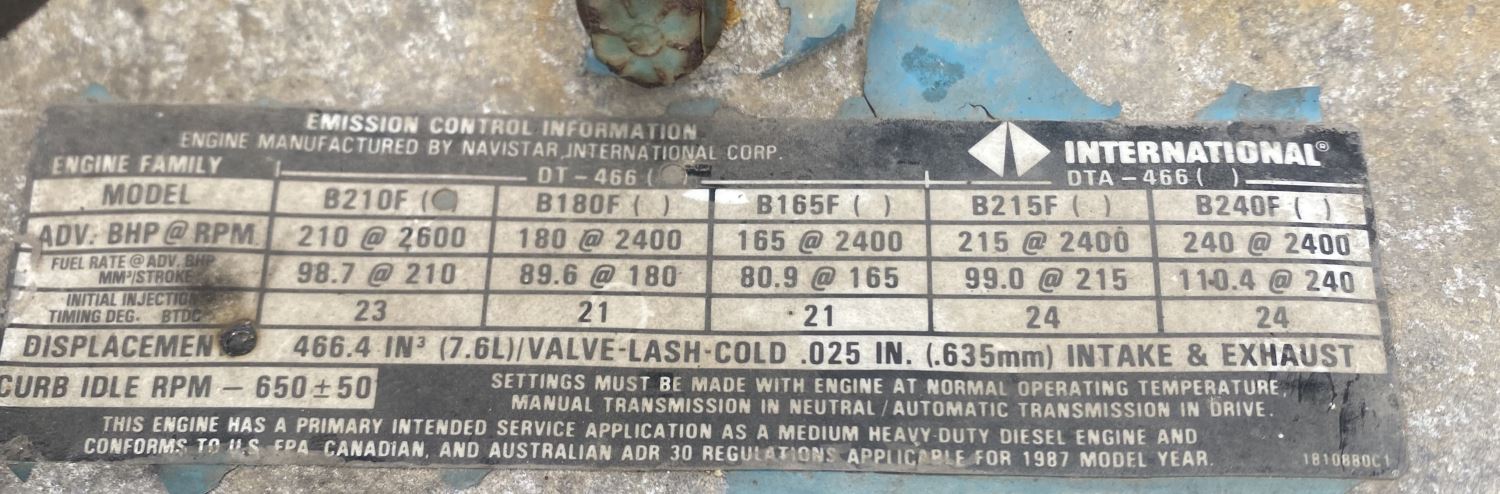 EMISSION CONTROL INFORMATION
ENGINE MANUFACTURED BY NAVISTAR INTERNATIONAL CORP.
INTERNATIONAL®
ENGINE FAMILY DT-466 ( ) DTA-466 ( )
MODEL B210F ( ) B180F ( ) B165F ( ) B215F ( ) B240F ( )
ADV. BHP @ RPM 210 @ 2600 180 @ 2400 165 @ 2400 215 @ 2400 240 @ 2400
FUEL RATE @ ADV. BHP
MM³/STROKE 98.7 @ 210 89.6 @ 180 80.9 @ 165 99.0 @ 215 110.4 @ 240
INITIAL INJECTION
TIMING DEG. BTDC 23 21 21 24 24
DISPLACEMEN 466.4 IN³ (7.6L)/VALVE-LASH-COLD .025 IN. (.635mm) INTAKE & EXHAUST
CURB IDLE RPM – 650 ± 50
SETTINGS MUST BE MADE WITH ENGINE AT NORMAL OPERATING TEMPERATURE,
MANUAL TRANSMISSION IN NEUTRAL/AUTOMATIC TRANSMISSION IN DRIVE.
THIS ENGINE HAS A PRIMARY INTENDED SERVICE APPLICATION AS A MEDIUM HEAVY-DUTY DIESEL ENGINE AND
CONFORMS TO U.S. EPA, CANADIAN, AND AUSTRALIAN ADR 30 REGULATIONS APPLICABLE FOR 1987 MODEL YEAR.
1810880C1